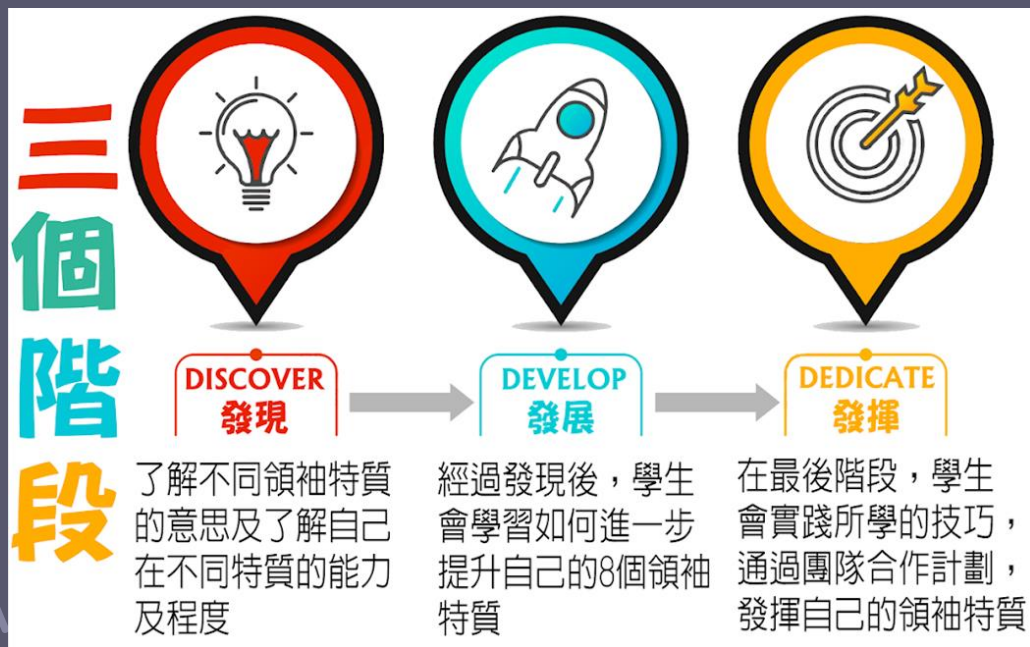 三個階段
DISCOVER
發現
了解不同領袖特質
的意思及了解自己
在不同特質的能力
及程度
DEVELOP
發展
經過發現後，學生
會學習如何進一步
提升自己的8個領袖
特質
DEDICATE
發揮
在最後階段，學生
會實踐所學的技巧，
通過團隊合作計劃，
發揮自己的領袖特質